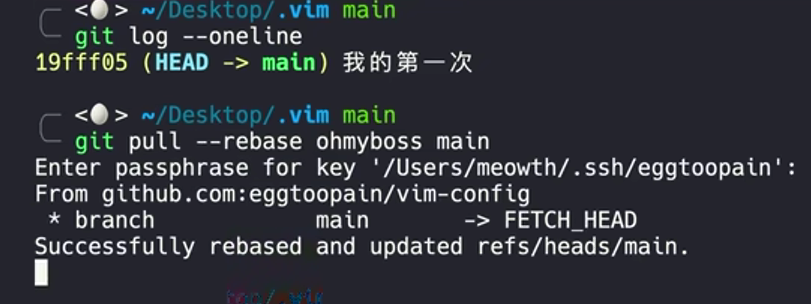 <🥚> ~/Desktop/.vim main
git log --oneline
19fff05 (HEAD -> main) 我的第一次
<🥚> ~/Desktop/.vim main
git pull --rebase ohmyboss main
Enter passphrase for key '/Users/meowth/.ssh/eggtoopain':
From github.com:eggtoopain/vim-config
* branch main -> FETCH_HEAD
Successfully rebased and updated refs/heads/main.